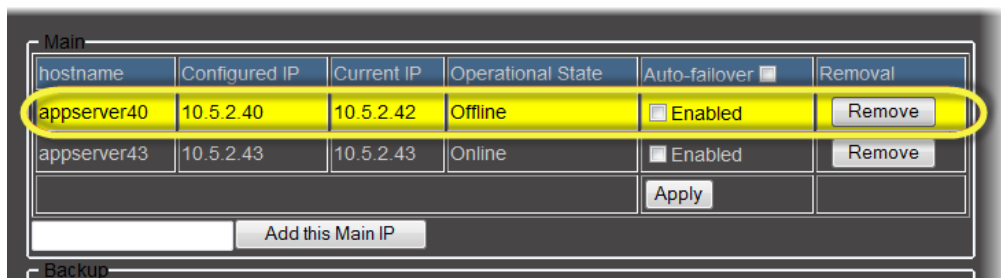 Main
hostname Configured IP Current IP Operational State Auto-failover Removal
appserver40 10.5.2.40 10.5.2.42 Offline Enabled Remove
appserver43 10.5.2.43 10.5.2.43 Online Enabled Remove
Apply
Add this Main IP
Backup